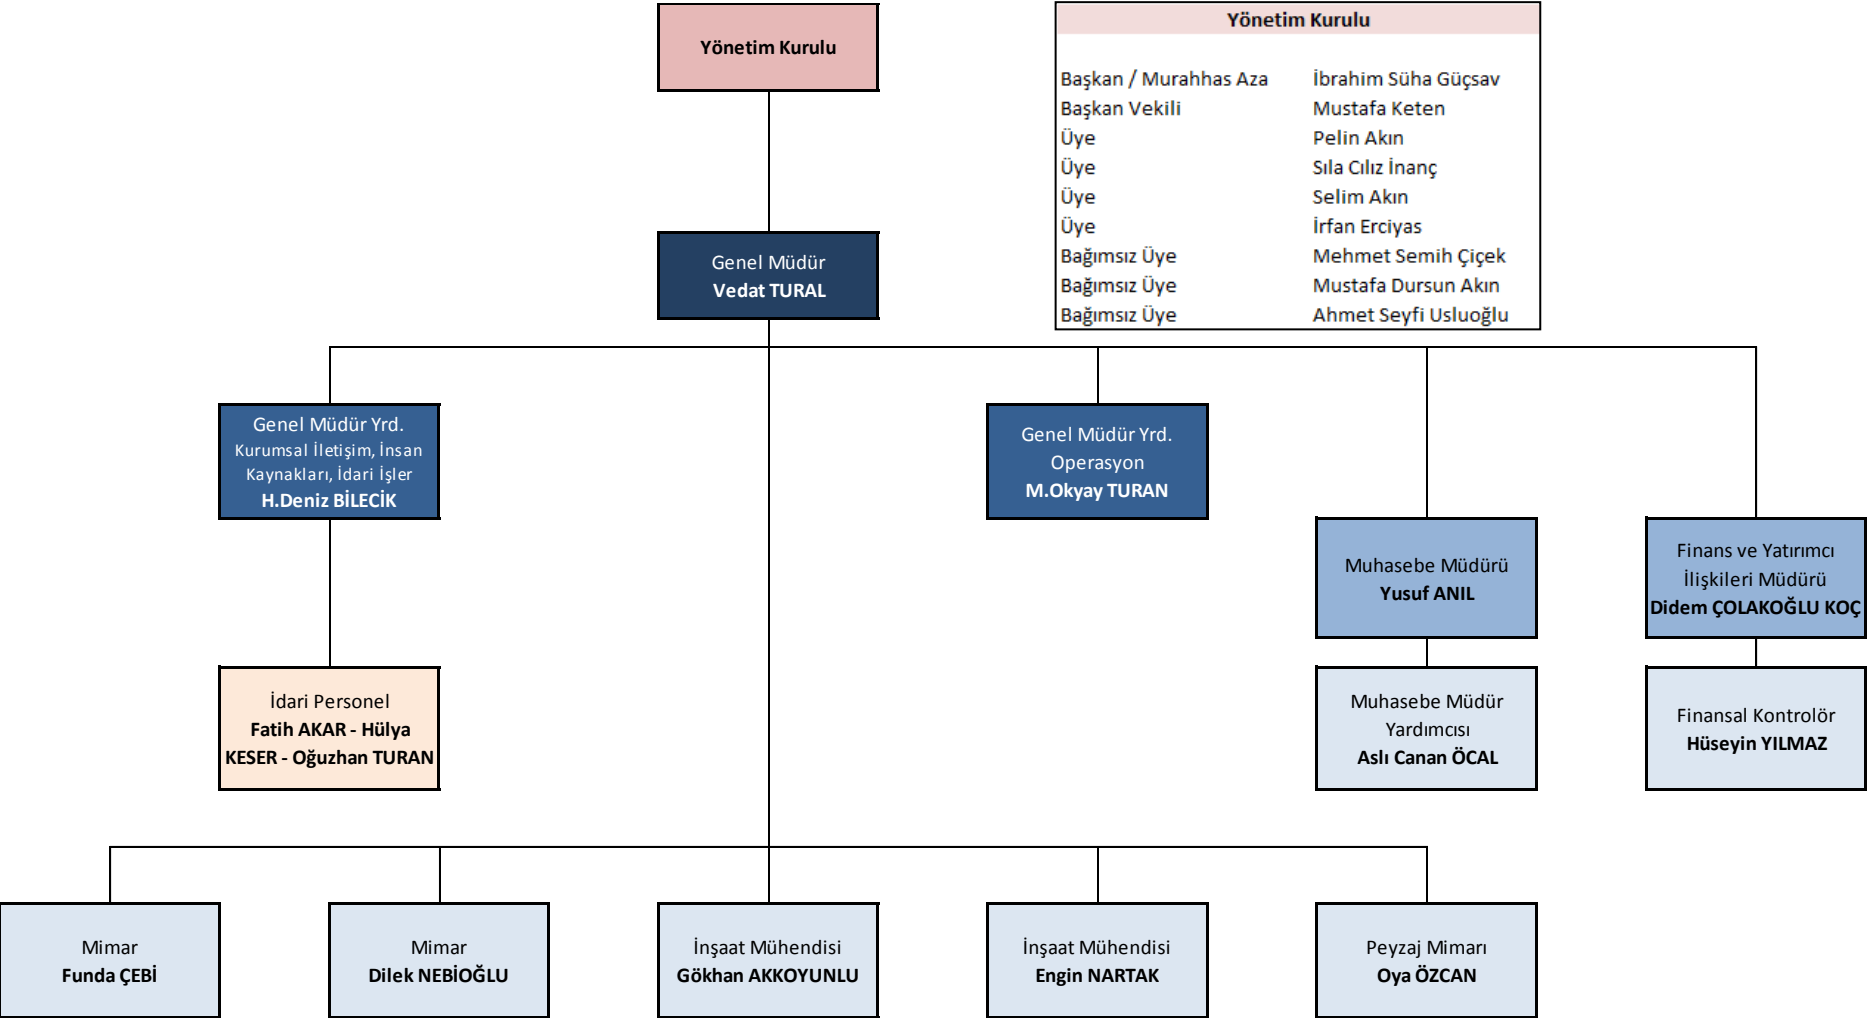 Yönetim Kurulu
Yönetim Kurulu
Başkan / Murahhas Aza İbrahim Süha Güçsav
Başkan Vekili Mustafa Keten
Üye Pelin Akın
Üye Sıla Cılız İnanç
Üye Selim Akın
Üye İrfan Erciyas
Bağımsız Üye Mehmet Semih Çiçek
Bağımsız Üye Mustafa Dursun Akın
Bağımsız Üye Ahmet Seyfi Usluoğlu
Genel Müdür
Vedat TURAL
Genel Müdür Yrd.
Kurumsal İletişim, İnsan
Kaynakları, İdari İşler
H.Deniz BİLECİK
Genel Müdür Yrd.
Operasyon
M.Okyay TURAN
Muhasebe Müdürü
Yusuf ANIL
Finans ve Yatırımcı
İlişkileri Müdürü
Didem ÇOLAKOĞLU KOÇ
İdari Personel
Fatih AKAR - Hülya
KESER - Oğuzhan TURAN
Muhasebe Müdür
Yardımcısı
Aslı Canan ÖCAL
Finansal Kontrolör
Hüseyin YILMAZ
Mimar
Funda ÇEBİ
Mimar
Dilek NEBİOĞLU
İnşaat Mühendisi
Gökhan AKKOYUNLU
İnşaat Mühendisi
Engin NARTAK
Peyzaj Mimarı
Oya ÖZCAN